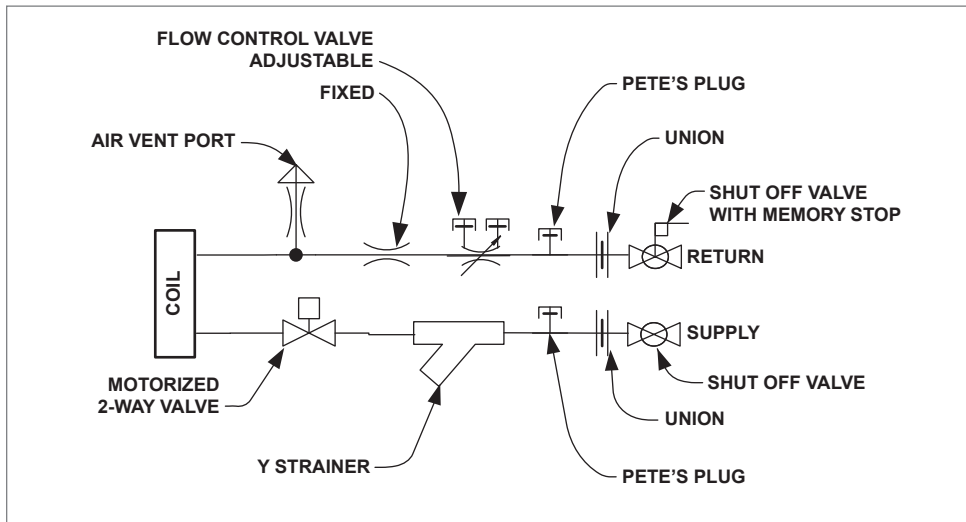 FLOW CONTROL VALVE
ADJUSTABLE
FIXED
PETE'S PLUG
AIR VENT PORT
UNION
SHUT OFF VALVE
WITH MEMORY STOP
RETURN
COIL
SUPPLY
MOTORIZED
2-WAY VALVE
SHUT OFF VALVE
UNION
Y STRAINER
PETE'S PLUG